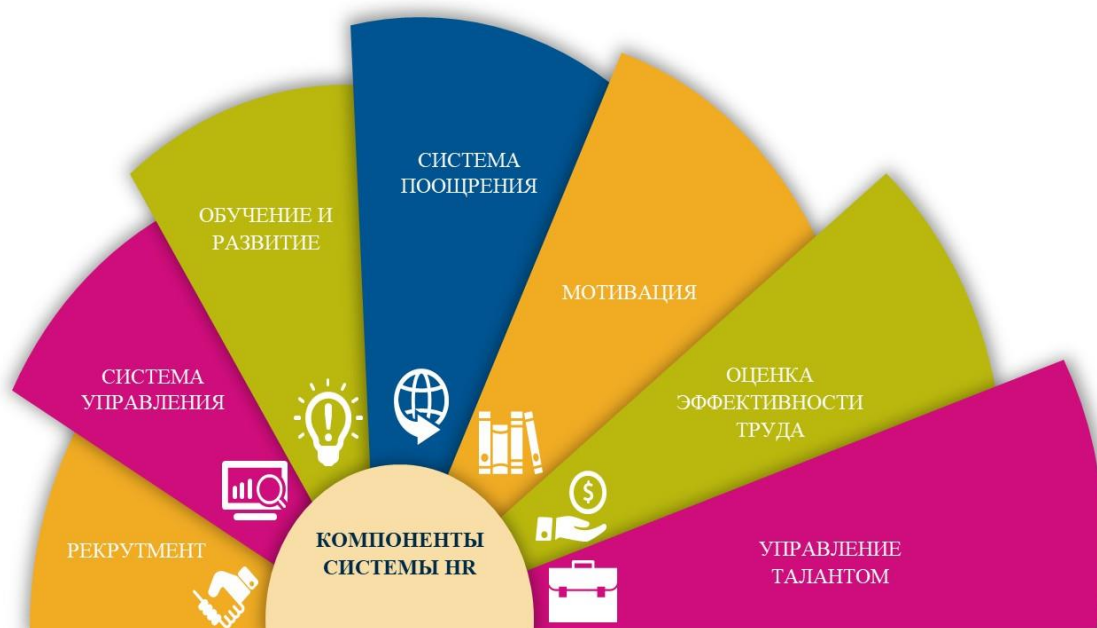 СИСТЕМА
ПООЩРЕНИЯ
ОБУЧЕНИЕ И
РАЗВИТИЕ
МОТИВАЦИЯ
СИСТЕМА
УПРАВЛЕНИЯ
ОЦЕНКА
ЭФФЕКТИВНОСТИ
ТРУДА
РЕКРУТМЕНТ
КОМПОНЕНТЫ
СИСТЕМЫ HR
УПРАВЛЕНИЕ
ТАЛАНТОМ